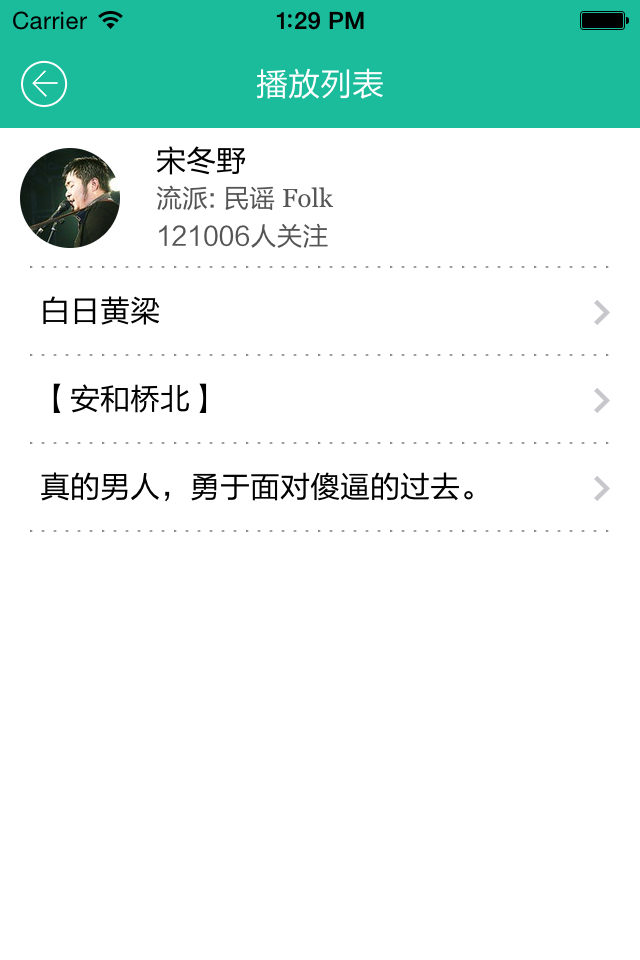 Carrier 1:29 PM
播放列表
宋冬野
流派: 民谣 Folk
121006人关注
白日黄梁
【安和桥北】
真的男人，勇于面对傻逼的过去。